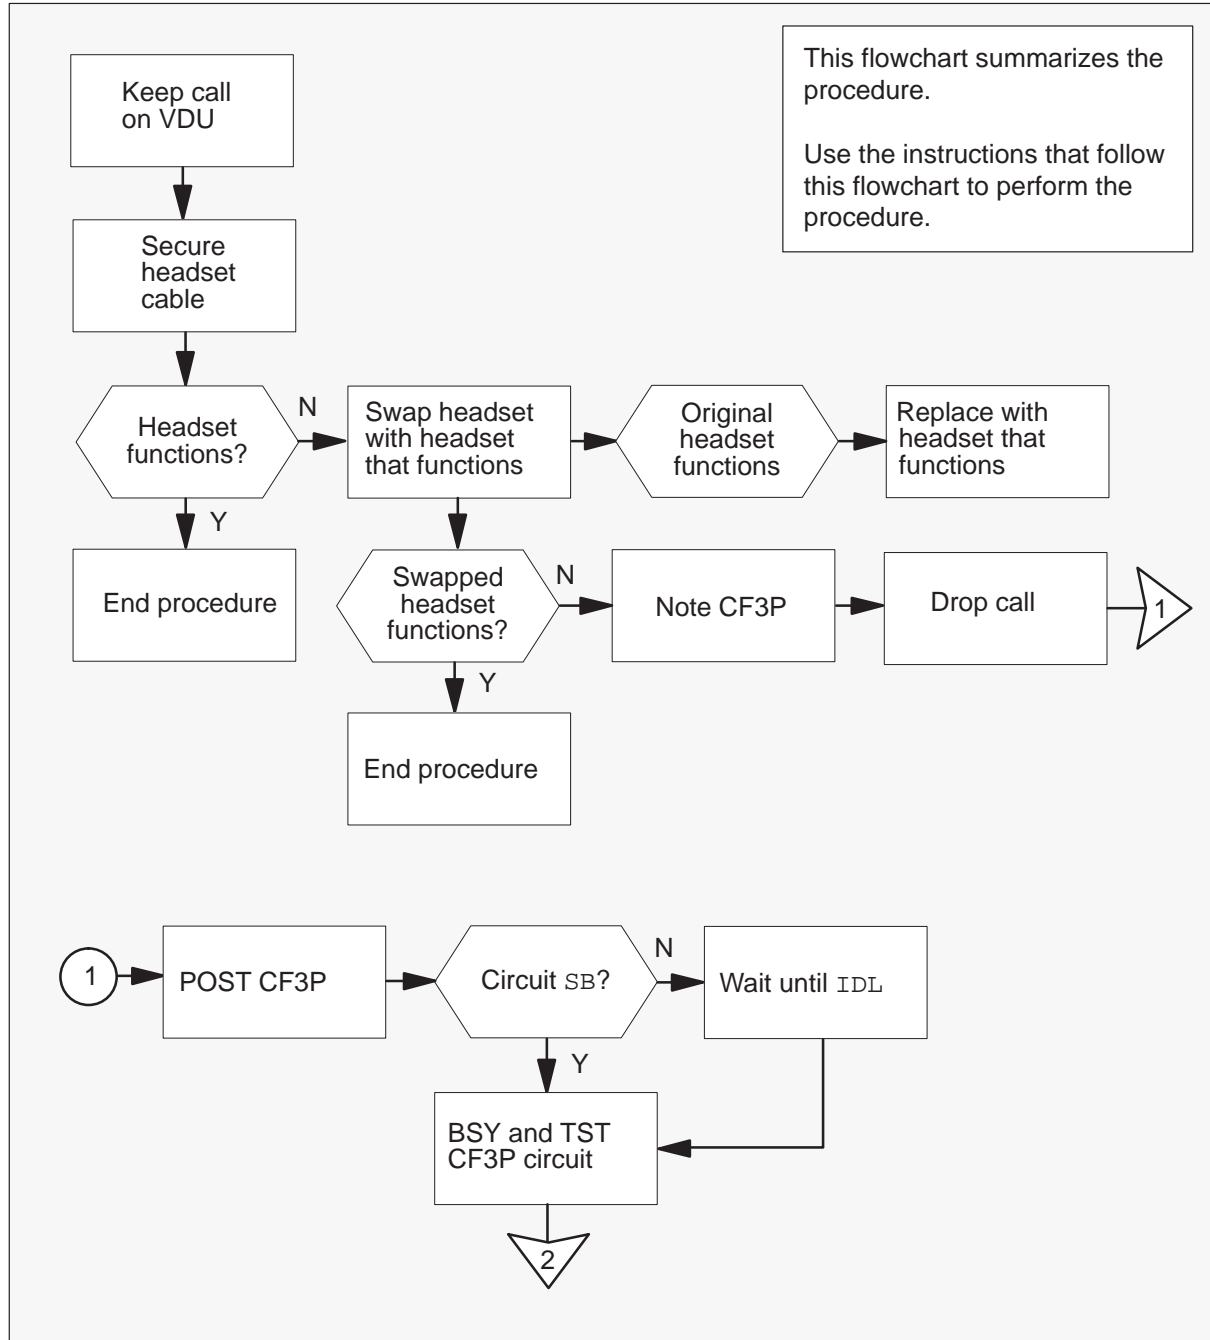 Keep call
on VDU
This flowchart summarizes the
procedure.
Use the instructions that follow
this flowchart to perform the
procedure.
Secure
headset
cable
Headset
functions?
N
Y
Swap headset
with headset
that functions
Original
headset
functions
Replace with
headset that
functions
End procedure
Swapped
headset
functions?
N
Y
Note CF3P
Drop call
1
End procedure
1
POST CF3P
Circuit SB?
N
Y
Wait until IDL
BSY and TST
CF3P circuit
2